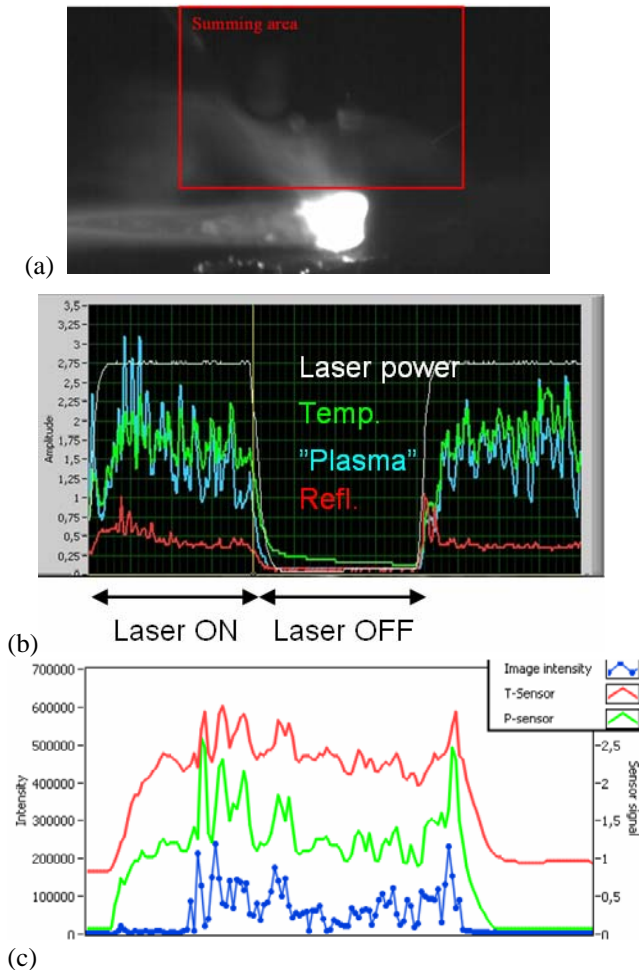 Summing area
(a)
3,5
3,25
3
2,75
2,5
2,25
2
1,75
1,5
1,25
1
0,75
0,5
0,25
0
Amplitude
Laser power
Temp.
"Plasma"
Refl.
Laser ON
Laser OFF
(b)
700000
600000
500000
400000
300000
200000
100000
0
Intensity
Image intensity
T-Sensor
P-sensor
2,5
2
1,5
1
0,5
0
Sensor signal
(c)